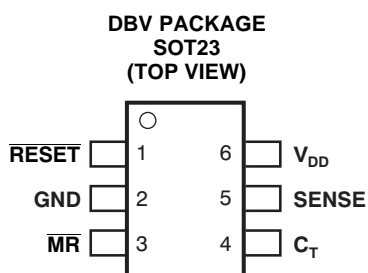 DBV PACKAGE
SOT23
(TOP VIEW)
RESET 1 6 VDD
GND 2 5 SENSE
MR 3 4 CT